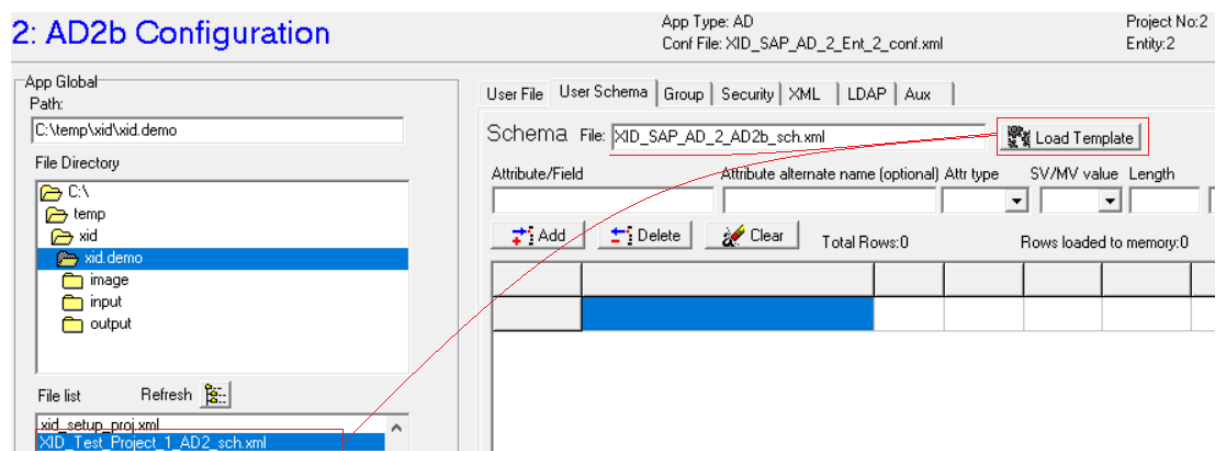 2: AD2b Configuration
App Type: AD
Project No:2
Conf File: XID_SAP_AD_2_Ent_2_conf.xml
Entity:2
App Global
Path:
C:\temp\xid\xid.demo
File Directory
C:\
temp
xid
xid.demo
image
input
output
File list
Refresh
xid_setup_proj.xml
XID_Test_Project_1_AD2_sch.xml
User File User Schema Group Security XML LDAP Aux
Schema File: XID_SAP_AD_2_AD2b_sch.xml Load Template
Attribute/Field Attribute alternate name (optional) Attr type SV/MV value Length
Add Delete Clear Total Rows:0 Rows loaded to memory:0